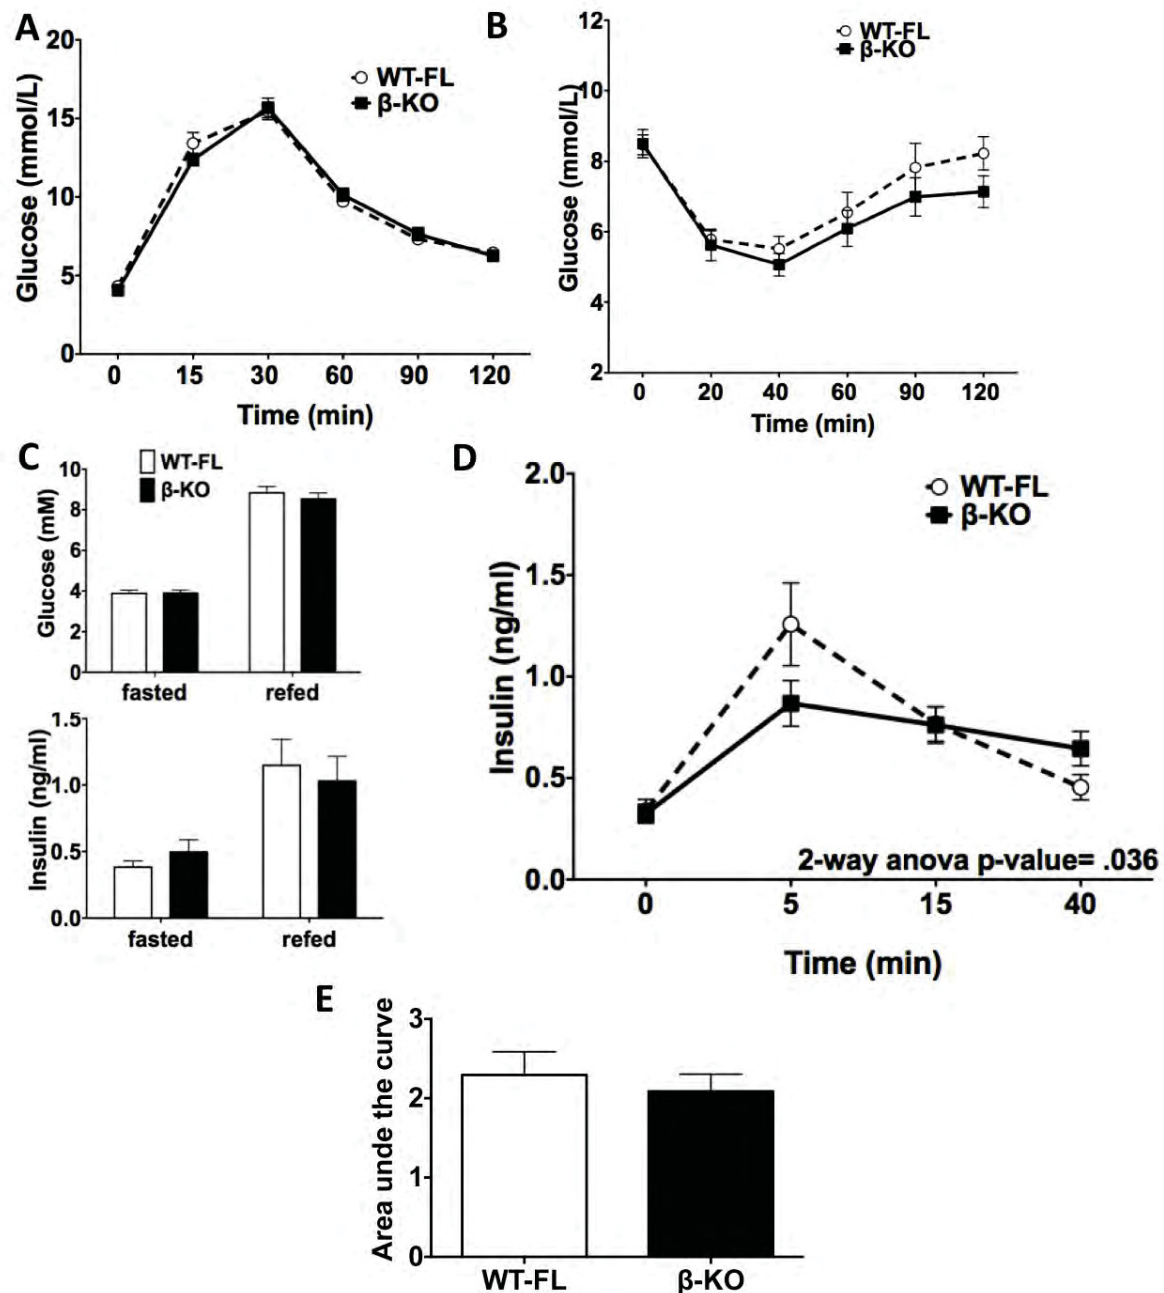 A
20
15
10
5
0
Glucose (mmol/L)
WT-FL
β-KO
0 15 30 60 90 120
Time (min)
B
12
10
8
6
4
2
Glucose (mmol/L)
WT-FL
β-KO
0 20 40 60 90 120
Time (min)
C
WT-FL
β-KO
10
8
6
4
2
0
Glucose (mM)
fasted refed
1.5
1.0
0.5
0.0
Insulin (ng/ml)
fasted refed
D
2.0
1.5
1.0
0.5
0.0
Insulin (ng/ml)
WT-FL
β-KO
2-way anova p-value= .036
0 5 15 40
Time (min)
E
3
2
1
0
Area unde the curve
WT-FL β-KO